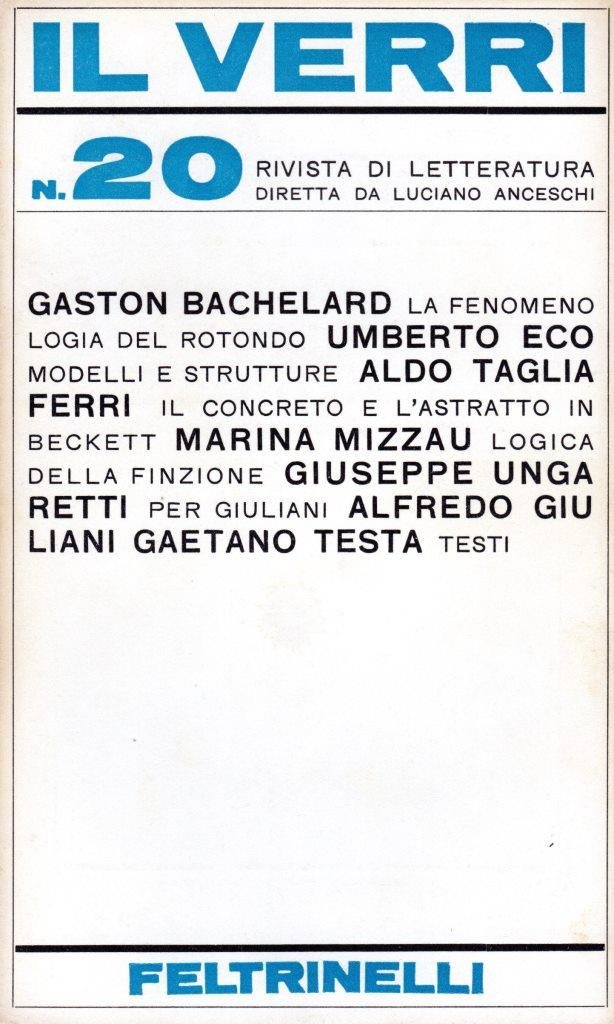 IL VERRI
N. 20 RIVISTA DI LETTERATURA
DIRETTA DA LUCIANO ANCESCHI
GASTON BACHELARD LA FENOMENO
LOGIA DEL ROTONDO UMBERTO ECO
MODELLI E STRUTTURE ALDO TAGLIA
FERRI IL CONCRETO E L'ASTRATTO IN
BECKETT MARINA MIZZAU LOGICA
DELLA FINZIONE GIUSEPPE UNGA
RETTI PER GIULIANI ALFREDO GIU
LIANI GAETANO TESTA TESTI
FELTRINELLI